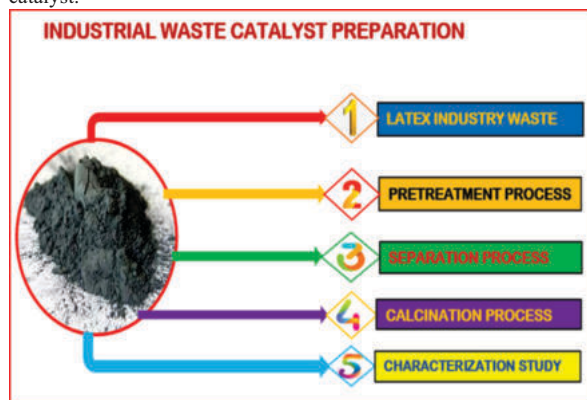 catalyst.
INDUSTRIAL WASTE CATALYST PREPARATION
1 LATEX INDUSTRY WASTE
2 PRETREATMENT PROCESS
3 SEPARATION PROCESS
4 CALCINATION PROCESS
5 CHARACTERIZATION STUDY